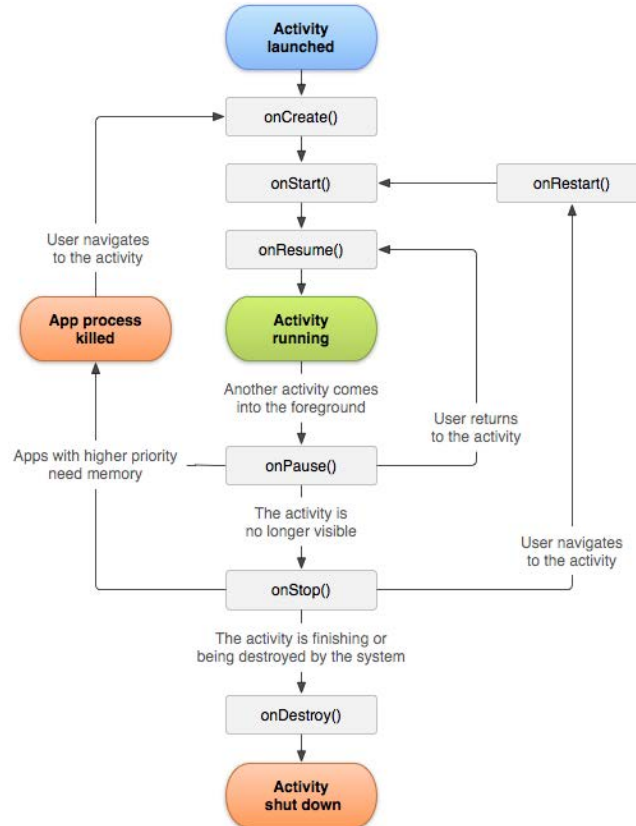 Activity
launched
onCreate()
onStart()
onRestart()
User navigates
to the activity
onResume()
App process
killed
Activity
running
Another activity comes
into the foreground
User returns
to the activity
Apps with higher priority
need memory
onPause()
The activity is
no longer visible
User navigates
to the activity
onStop()
The activity is finishing or
being destroyed by the system
onDestroy()
Activity
shut down